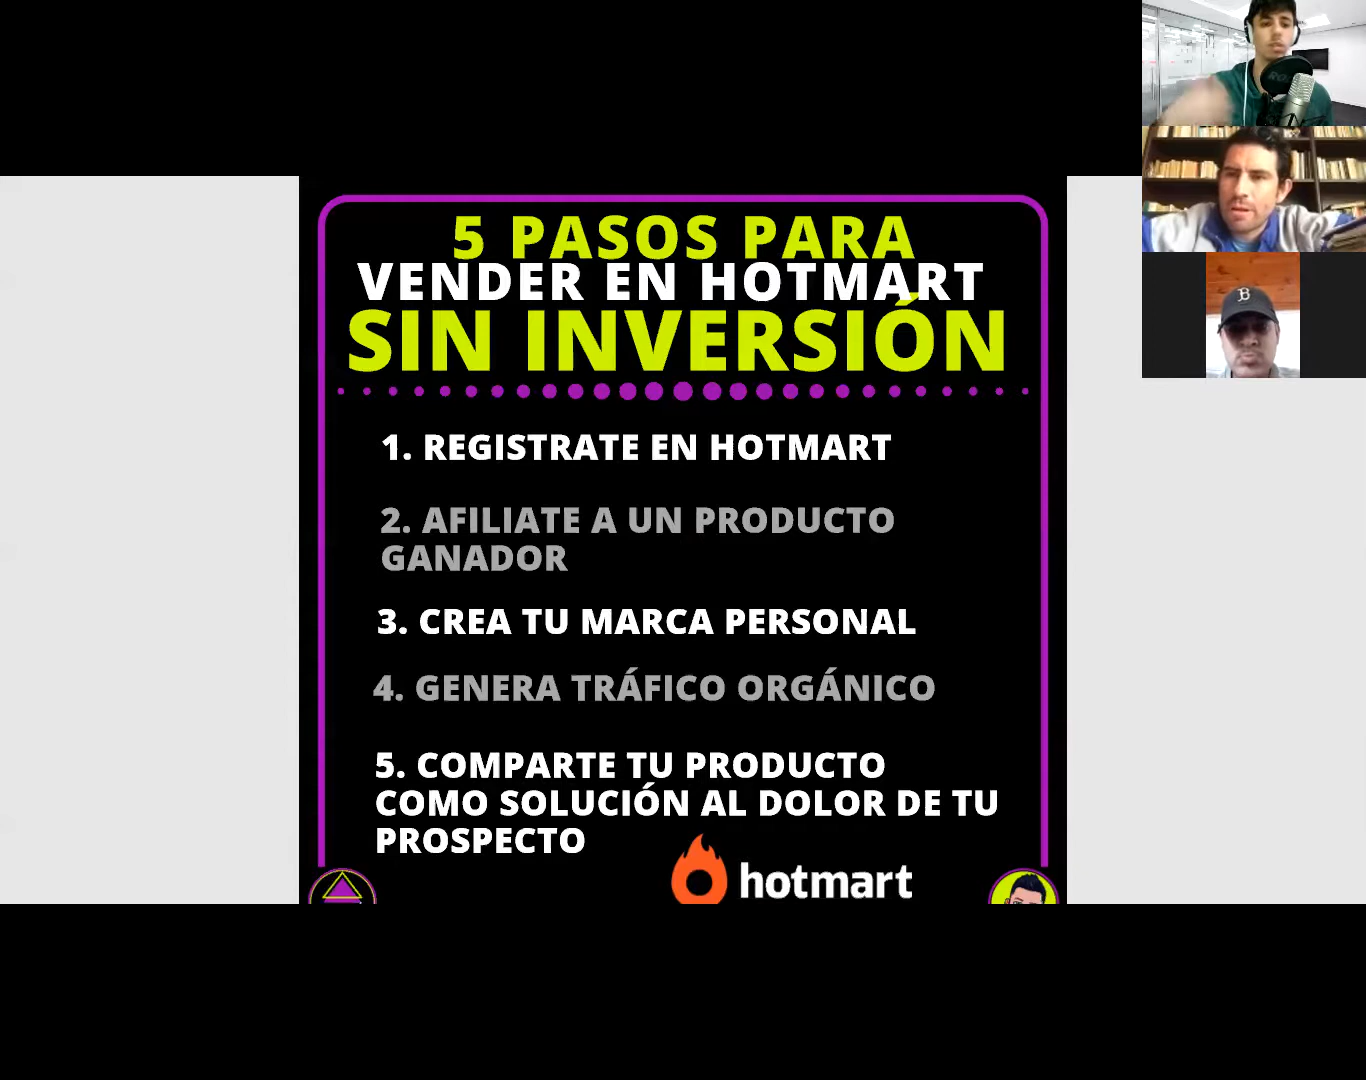 5 PASOS PARA
VENDER EN HOTMART
SIN INVERSIÓN
1. REGISTRATE EN HOTMART
2. AFILIATE A UN PRODUCTO
GANADOR
3. CREA TU MARCA PERSONAL
4. GENERA TRÁFICO ORGÁNICO
5. COMPARTE TU PRODUCTO
COMO SOLUCIÓN AL DOLOR DE TU
PROSPECTO
hotmart
B